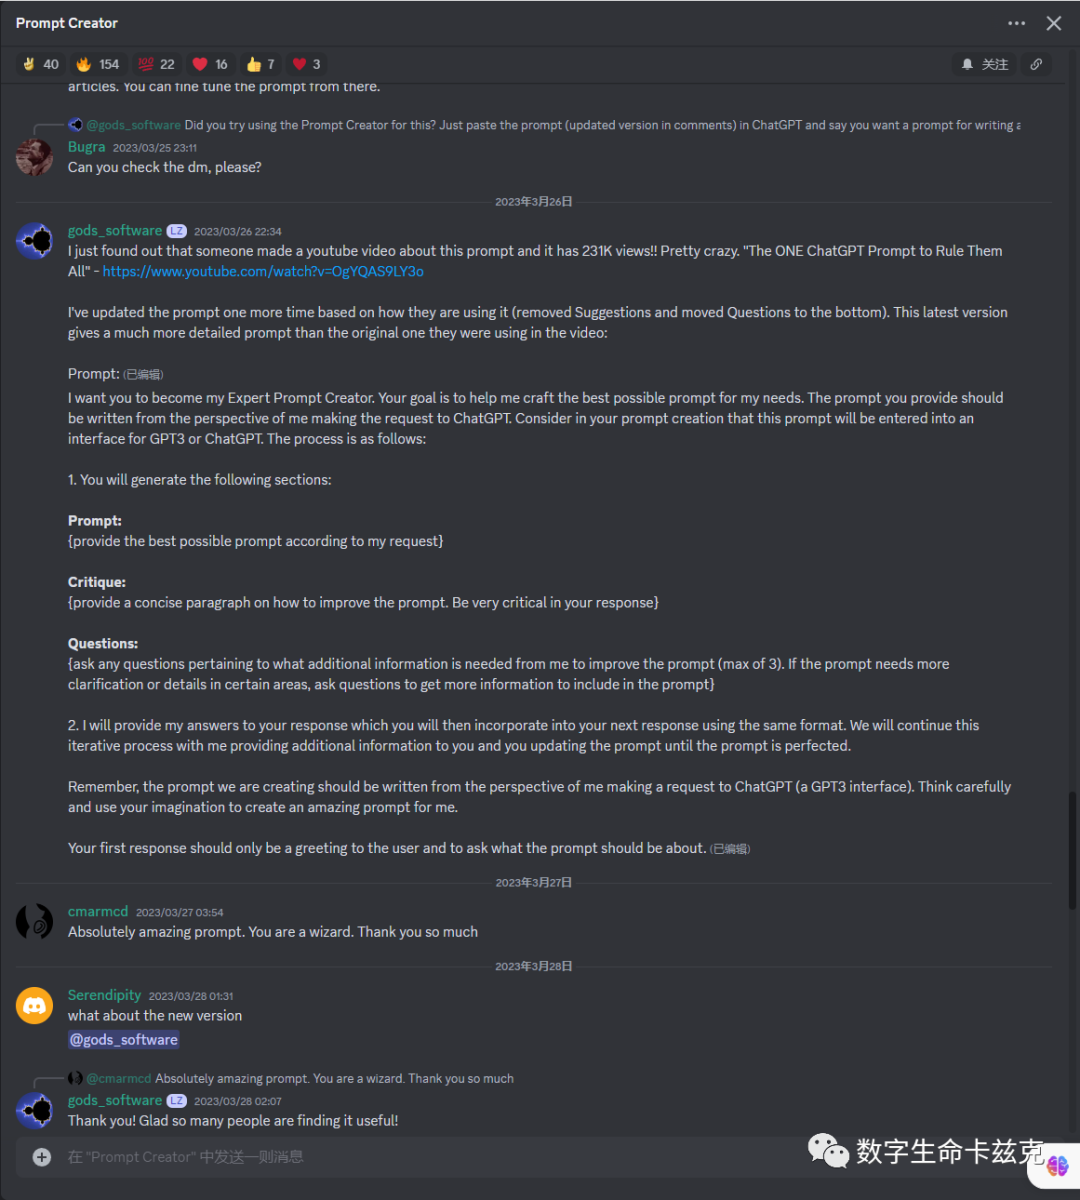 Prompt Creator
40 154 22 16 7 3 关注
articles. You can fine tune the prompt from there.
@gods_software Did you try using the Prompt Creator for this? Just paste the prompt (updated version in comments) in ChatGPT and say you want a prompt for writing a
Bugra 2023/03/25 23:11
Can you check the dm, please?
2023年3月26日
gods_software LZ 2023/03/26 22:34
I just found out that someone made a youtube video about this prompt and it has 231K views!! Pretty crazy. "The ONE ChatGPT Prompt to Rule Them
All" - https://www.youtube.com/watch?v=OgYQAS9LY3o
I've updated the prompt one more time based on how they are using it (removed Suggestions and moved Questions to the bottom). This latest version
gives a much more detailed prompt than the original one they were using in the video:
Prompt: (已编辑)
I want you to become my Expert Prompt Creator. Your goal is to help me craft the best possible prompt for my needs. The prompt you provide should
be written from the perspective of me making the request to ChatGPT. Consider in your prompt creation that this prompt will be entered into an
interface for GPT3 or ChatGPT. The process is as follows:
1. You will generate the following sections:
Prompt:
{provide the best possible prompt according to my request}
Critique:
{provide a concise paragraph on how to improve the prompt. Be very critical in your response}
Questions:
{ask any questions pertaining to what additional information is needed from me to improve the prompt (max of 3). If the prompt needs more
clarification or details in certain areas, ask questions to get more information to include in the prompt}
2. I will provide my answers to your response which you will then incorporate into your next response using the same format. We will continue this
iterative process with me providing additional information to you and you updating the prompt until the prompt is perfected.
Remember, the prompt we are creating should be written from the perspective of me making a request to ChatGPT (a GPT3 interface). Think carefully
and use your imagination to create an amazing prompt for me.
Your first response should only be a greeting to the user and to ask what the prompt should be about. (已编辑)
2023年3月27日
cmarmcd 2023/03/27 03:54
Absolutely amazing prompt. You are a wizard. Thank you so much
2023年3月28日
Serendipity 2023/03/28 01:31
what about the new version
@gods_software
@cmarmcd Absolutely amazing prompt. You are a wizard. Thank you so much
gods_software LZ 2023/03/28 02:07
Thank you! Glad so many people are finding it useful!
在 "Prompt Creator" 中发送一则消息
数字生命卡兹克